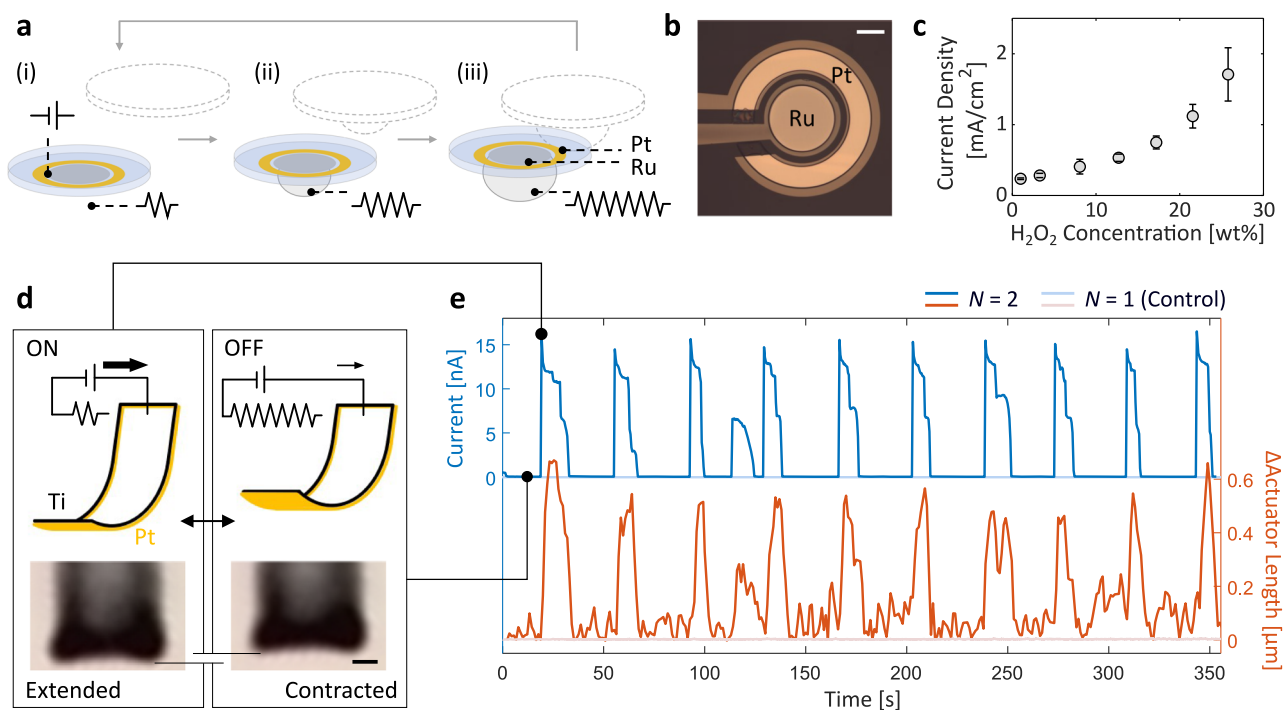 a
(i)
(ii)
(iii)
Pt
Ru
b
Pt
Ru
c
Current Density
[mA/cm2]
2
1
0
0
10
20
30
H2O2 Concentration [wt%]
d
ON
OFF
Ti
Pt
Extended
Contracted
e
N = 2
N = 1 (Control)
Current [nA]
15
10
5
0
0.6
0.4
0.2
0
ΔActuator Length [μm]
0
50
100
150
200
250
300
350
Time [s]